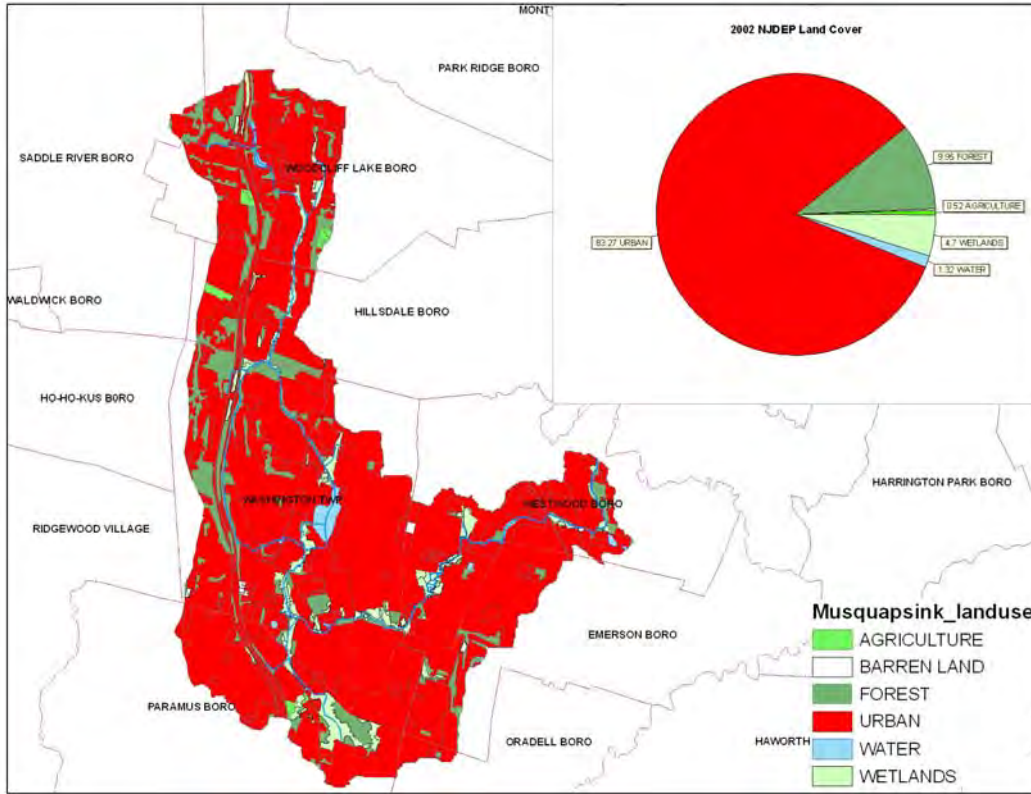 MONT
2002 NJDEP Land Cover
PARK RIDGE BORO
SADDLE RIVER BORO
WOODCLIFF LAKE BORO
9.95 FOREST
0.52 AGRICULTURE
83.27 URBAN
4.7 WETLANDS
1.32 WATER
WALDWICK BORO
HILLSDALE BORO
HO-HO-KUS BORO
HARRINGTON PARK BORO
WASHINGTON TWP
WESTWOOD BORO
RIDGEWOOD VILLAGE
EMERSON BORO
PARAMUS BORO
ORADELL BORO
HAWORTH
Musquapsink_landuse
AGRICULTURE
BARREN LAND
FOREST
URBAN
WATER
WETLANDS